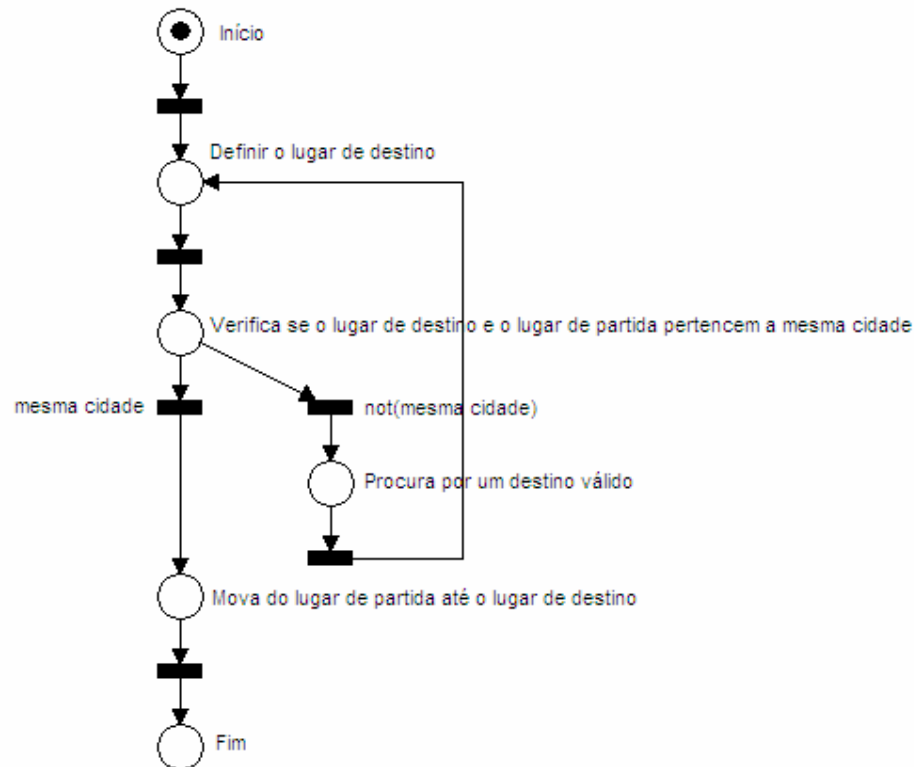 Início
Definir o lugar de destino
Verifica se o lugar de destino e o lugar de partida pertencem a mesma cidade
mesma cidade
not(mesma cidade)
Procura por um destino válido
Mova do lugar de partida até o lugar de destino
Fim